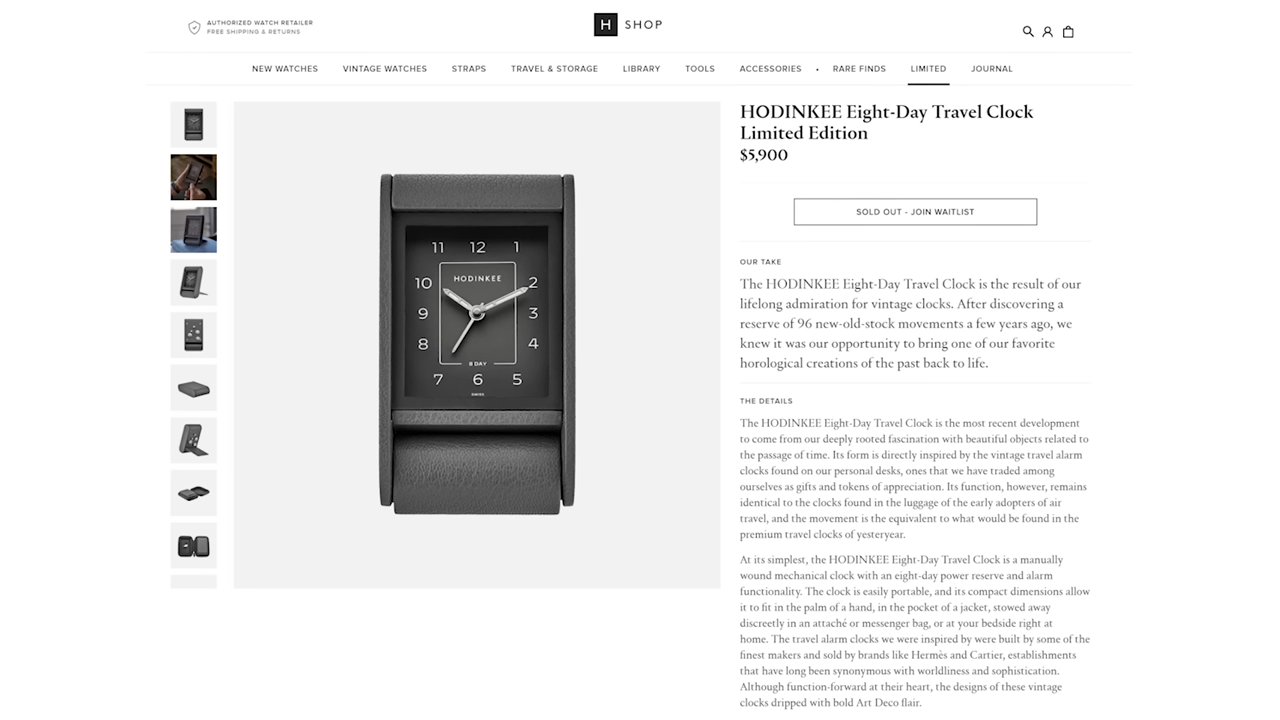 AUTHORIZED WATCH RETAILER
FREE SHIPPING & RETURNS
H SHOP
NEW WATCHES VINTAGE WATCHES STRAPS TRAVEL & STORAGE LIBRARY TOOLS ACCESSORIES • RARE FINDS LIMITED JOURNAL
HODINKEE Eight-Day Travel Clock
Limited Edition
$5,900
SOLD OUT - JOIN WAITLIST
OUR TAKE
The HODINKEE Eight-Day Travel Clock is the result of our
lifelong admiration for vintage clocks. After discovering a
reserve of 96 new-old-stock movements a few years ago, we
knew it was our opportunity to bring one of our favorite
horological creations of the past back to life.
THE DETAILS
The HODINKEE Eight-Day Travel Clock is the most recent development
to come from our deeply rooted fascination with beautiful objects related to
the passage of time. Its form is directly inspired by the vintage travel alarm
clocks found on our personal desks, ones that we have traded among
ourselves as gifts and tokens of appreciation. Its function, however, remains
identical to the clocks found in the luggage of the early adopters of air
travel, and the movement is the equivalent to what would be found in the
premium travel clocks of yesteryear.
At its simplest, the HODINKEE Eight-Day Travel Clock is a manually
wound mechanical clock with an eight-day power reserve and alarm
functionality. The clock is easily portable, and its compact dimensions allow
it to fit in the palm of a hand, in the pocket of a jacket, stowed away
discreetly in an attaché or messenger bag, or at your bedside right at
home. The travel alarm clocks we were inspired by were built by some of the
finest makers and sold by brands like Hermès and Cartier, establishments
that have long been synonymous with worldliness and sophistication.
Although function-forward at their heart, the designs of these vintage
clocks dripped with bold Art Deco flair.
11 12 1
HODINKEE
10 2
9 3
8 4
8 DAY
7 6 5
SWISS